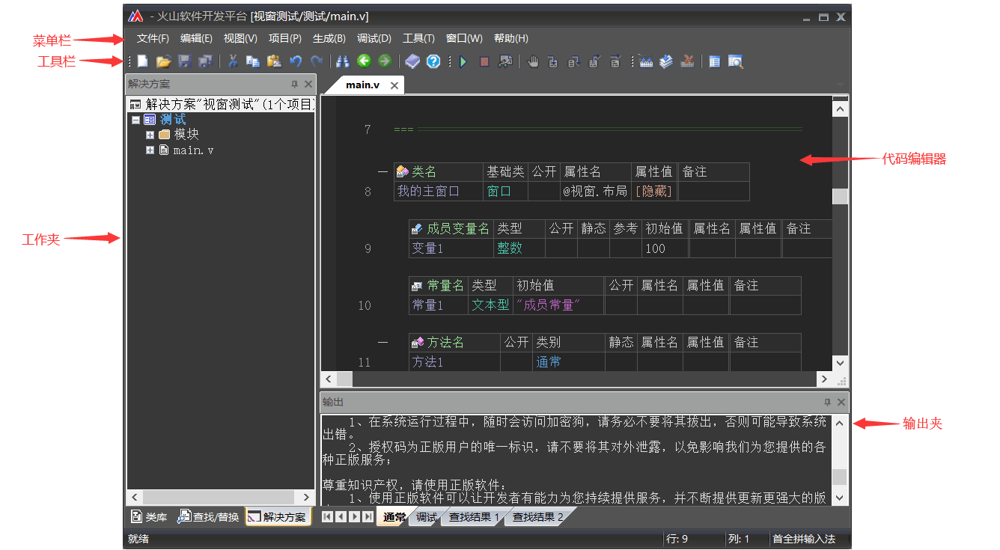 - 火山软件开发平台 [视窗测试/测试/main.v]
菜单栏
文件(F) 编辑(E) 视图(V) 项目(P) 生成(B) 调试(D) 工具(T) 窗口(W) 帮助(H)
工具栏
解决方案
main.v
解决方案"视窗测试"(1个项目)
测试
模块
main.v
7 ===
代码编辑器
类名 基础类 公开 属性名 属性值 备注
8 我的主窗口 窗口 @视窗.布局 [隐藏]
成员变量名 类型 公开 静态 参考 初始值 属性名 属性值 备注
工作夹
9 变量1 整数 100
常量名 类型 初始值 公开 属性名 属性值 备注
10 常量1 文本型 "成员常量"
方法名 公开 类别 静态 属性名 属性值 备注
11 方法1 通常
输出
1、在系统运行过程中，随时会访问加密狗，请务必不要将其拔出，否则可能导致系统
出错。
输出夹
2、授权码为正版用户的唯一标识，请不要将其对外泄露，以免影响我们为您提供的各
种正版服务；
尊重知识产权，请使用正版软件：
1、使用正版软件可以让开发者有能力为您持续提供服务，并不断提供更新更强大的版
类库 查找/替换 解决方案
通常 调试 查找结果 1 查找结果 2
就绪 行: 9 列: 1 首全拼输入法